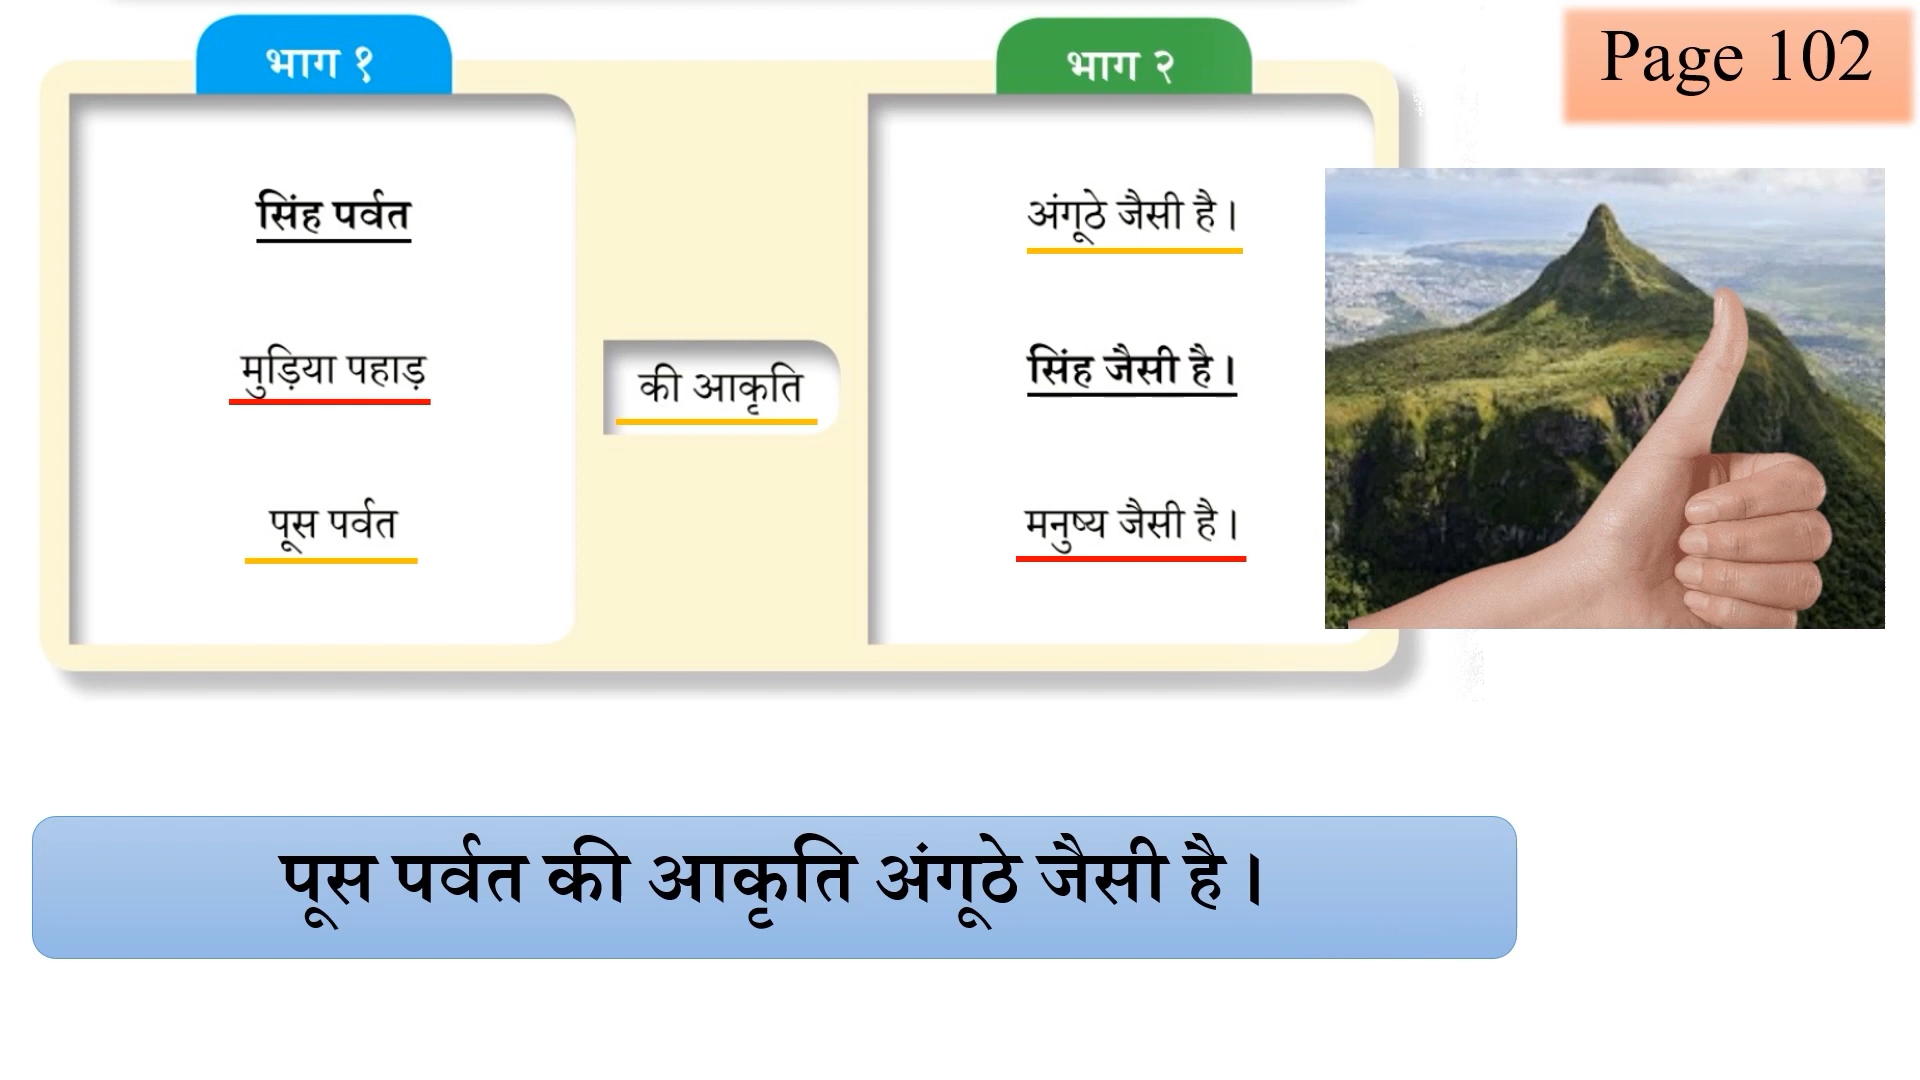 भाग १
भाग २
Page 102
सिंह पर्वत
अंगूठे जैसी है।
मुड़िया पहाड़
की आकृति
सिंह जैसी है।
पूस पर्वत
मनुष्य जैसी है।
पूस पर्वत की आकृति अंगूठे जैसी है।